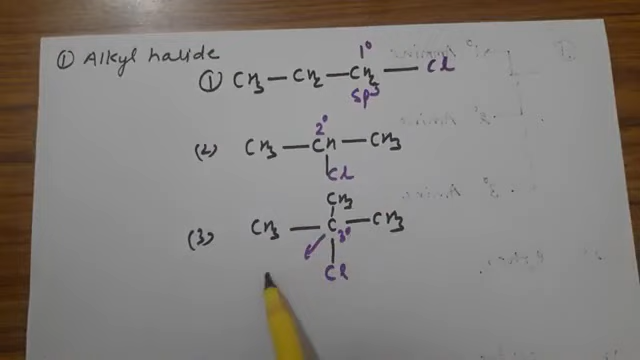 ① Alkyl halide
1°
① CH3 — CH2 — CH2 — Cl
Sp3
2°
(2) CH3 — CH — CH3
Cl
CH3
(3) CH3 — C — CH3
3°
Cl